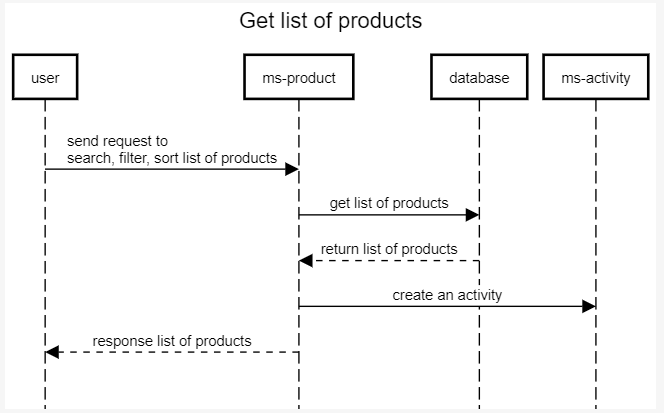 Get list of products
user
ms-product
database
ms-activity
send request to
search, filter, sort list of products
get list of products
return list of products
create an activity
response list of products